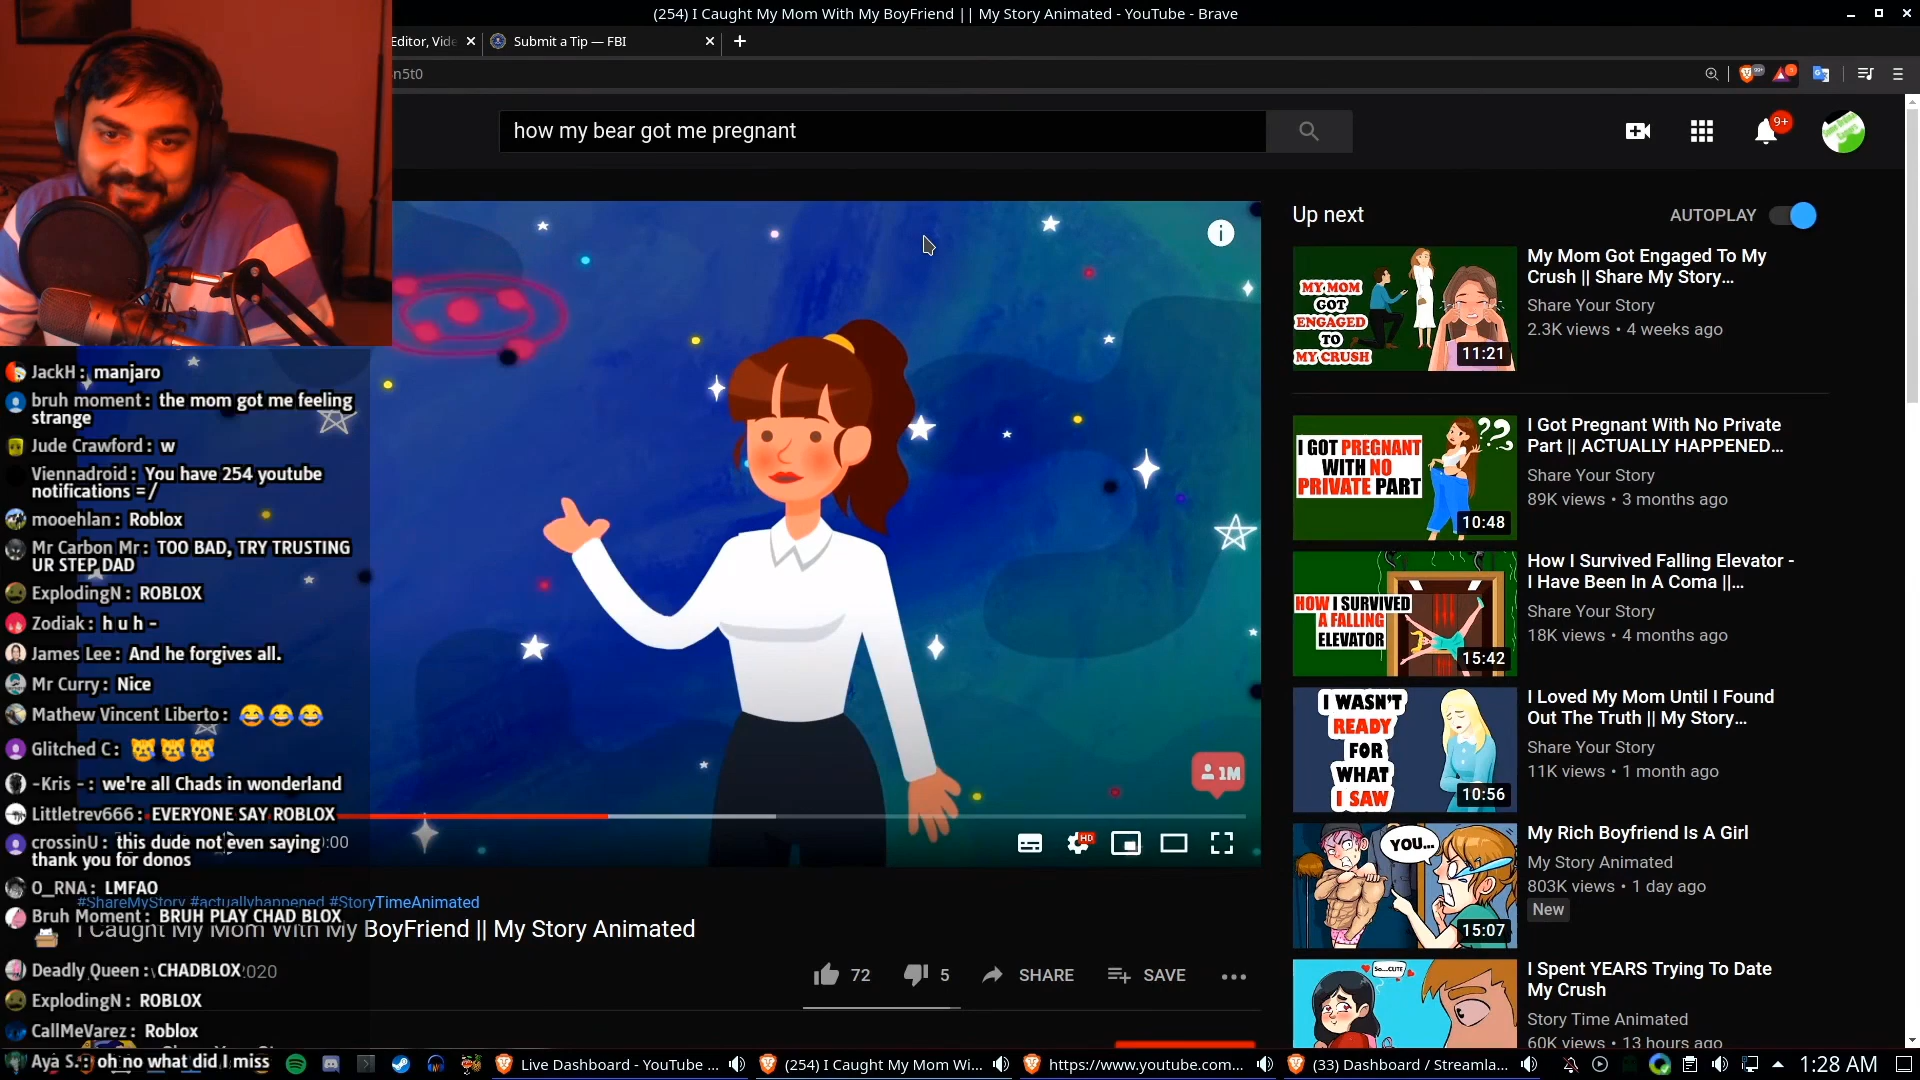 (254) I Caught My Mom With My BoyFriend || My Story Animated - YouTube - Brave
Editor, Vide
Submit a Tip — FBI
n5t0
how my bear got me pregnant
9+
Up next
AUTOPLAY
MY MOM
GOT
ENGAGED
TO
MY CRUSH
11:21
My Mom Got Engaged To My
Crush || Share My Story...
Share Your Story
2.3K views • 4 weeks ago
I GOT PREGNANT
WITH NO
PRIVATE PART
??
10:48
I Got Pregnant With No Private
Part || ACTUALLY HAPPENED...
Share Your Story
89K views • 3 months ago
HOW I SURVIVED
A FALLING
ELEVATOR
15:42
How I Survived Falling Elevator -
I Have Been In A Coma ||...
Share Your Story
18K views • 4 months ago
I WASN'T
READY
FOR
WHAT
I SAW
10:56
I Loved My Mom Until I Found
Out The Truth || My Story...
Share Your Story
11K views • 1 month ago
YOU...
15:07
My Rich Boyfriend Is A Girl
My Story Animated
803K views • 1 day ago
New
So...CUTE
I Spent YEARS Trying To Date
My Crush
Story Time Animated
60K views • 13 hours ago
JackH : manjaro
bruh moment : the mom got me feeling
strange
Jude Crawford : w
Viennadroid : You have 254 youtube
notifications =/
mooehlan : Roblox
Mr Carbon Mr : TOO BAD, TRY TRUSTING
UR STEP DAD
ExplodingN : ROBLOX
Zodiak : h u h -
James Lee : And he forgives all.
Mr Curry : Nice
Mathew Vincent Liberto : 😂😂😂
Glitched C : 😹😹😹
-Kris - : we're all Chads in wonderland
Littletrev666 : EVERYONE SAY ROBLOX
crossinU : this dude not even saying
thank you for donos
O_RNA : LMFAO
Bruh Moment : BRUH PLAY CHAD BLOX
Deadly Queen : CHADBLOX
ExplodingN : ROBLOX
CallMeVarez : Roblox
Aya S. : oh no what did I miss
1M
HD
:00
#ShareMyStory #actuallyhappened #StoryTimeAnimated
I Caught My Mom With My BoyFriend || My Story Animated
2020
72
5
SHARE
SAVE
Live Dashboard - YouTube ...
(254) I Caught My Mom Wi...
https://www.youtube.com...
(33) Dashboard / Streamla...
1:28 AM